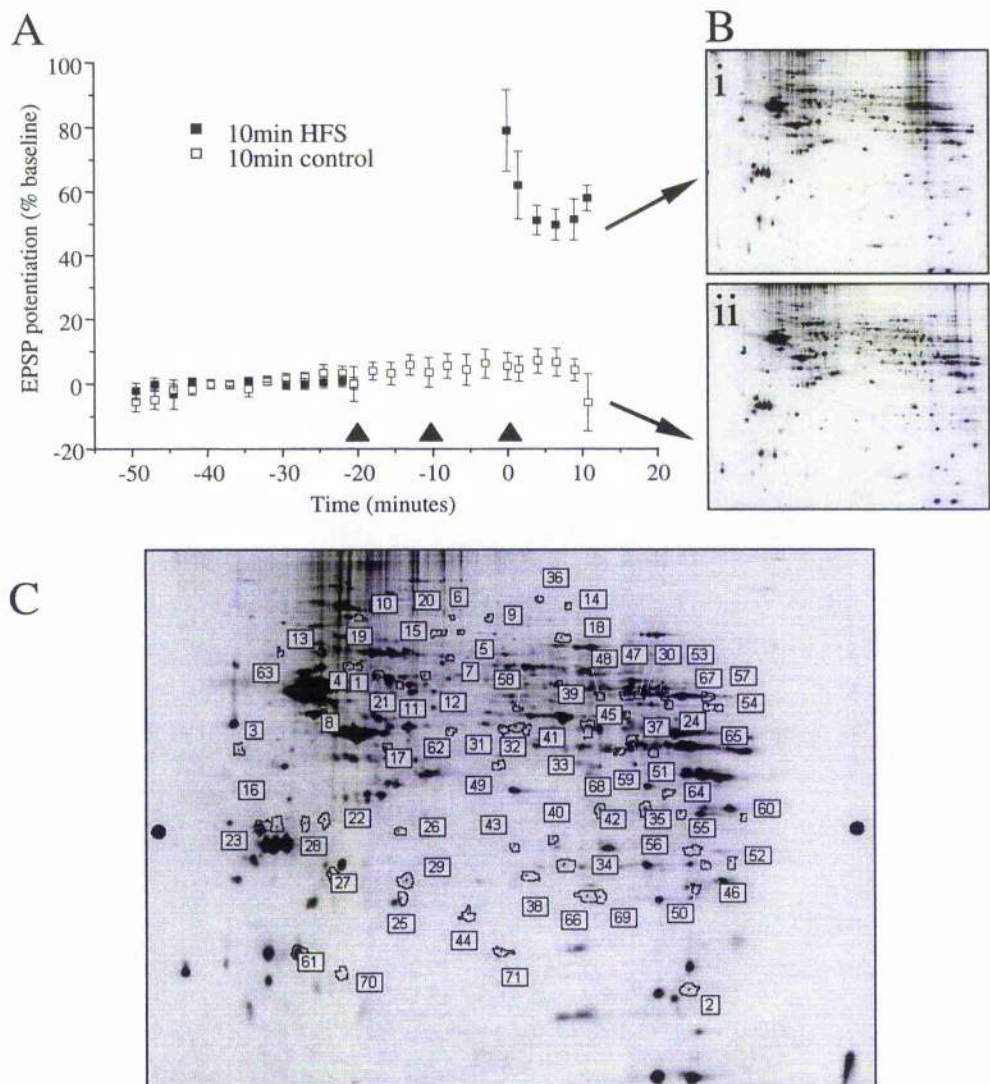 A
B
EPSP potentiation (% baseline)
100
80
60
40
20
0
-20
10min HFS
10min control
-50 -40 -30 -20 -10 0 10 20
Time (minutes)
i
ii
C
36
10 20 6 14
9
13 19 15 18
5 48 47 30 53
63 4 1 7 58 67 57
21 11 12 39 54
3 8 45 37 24
17 62 31 32 41 65
33 51
16 49 68 59 64
23 22 26 43 40 42 35 55 60
28 56 52
27 29 34
25 38 66 69 50 46
44
61 70 71
2